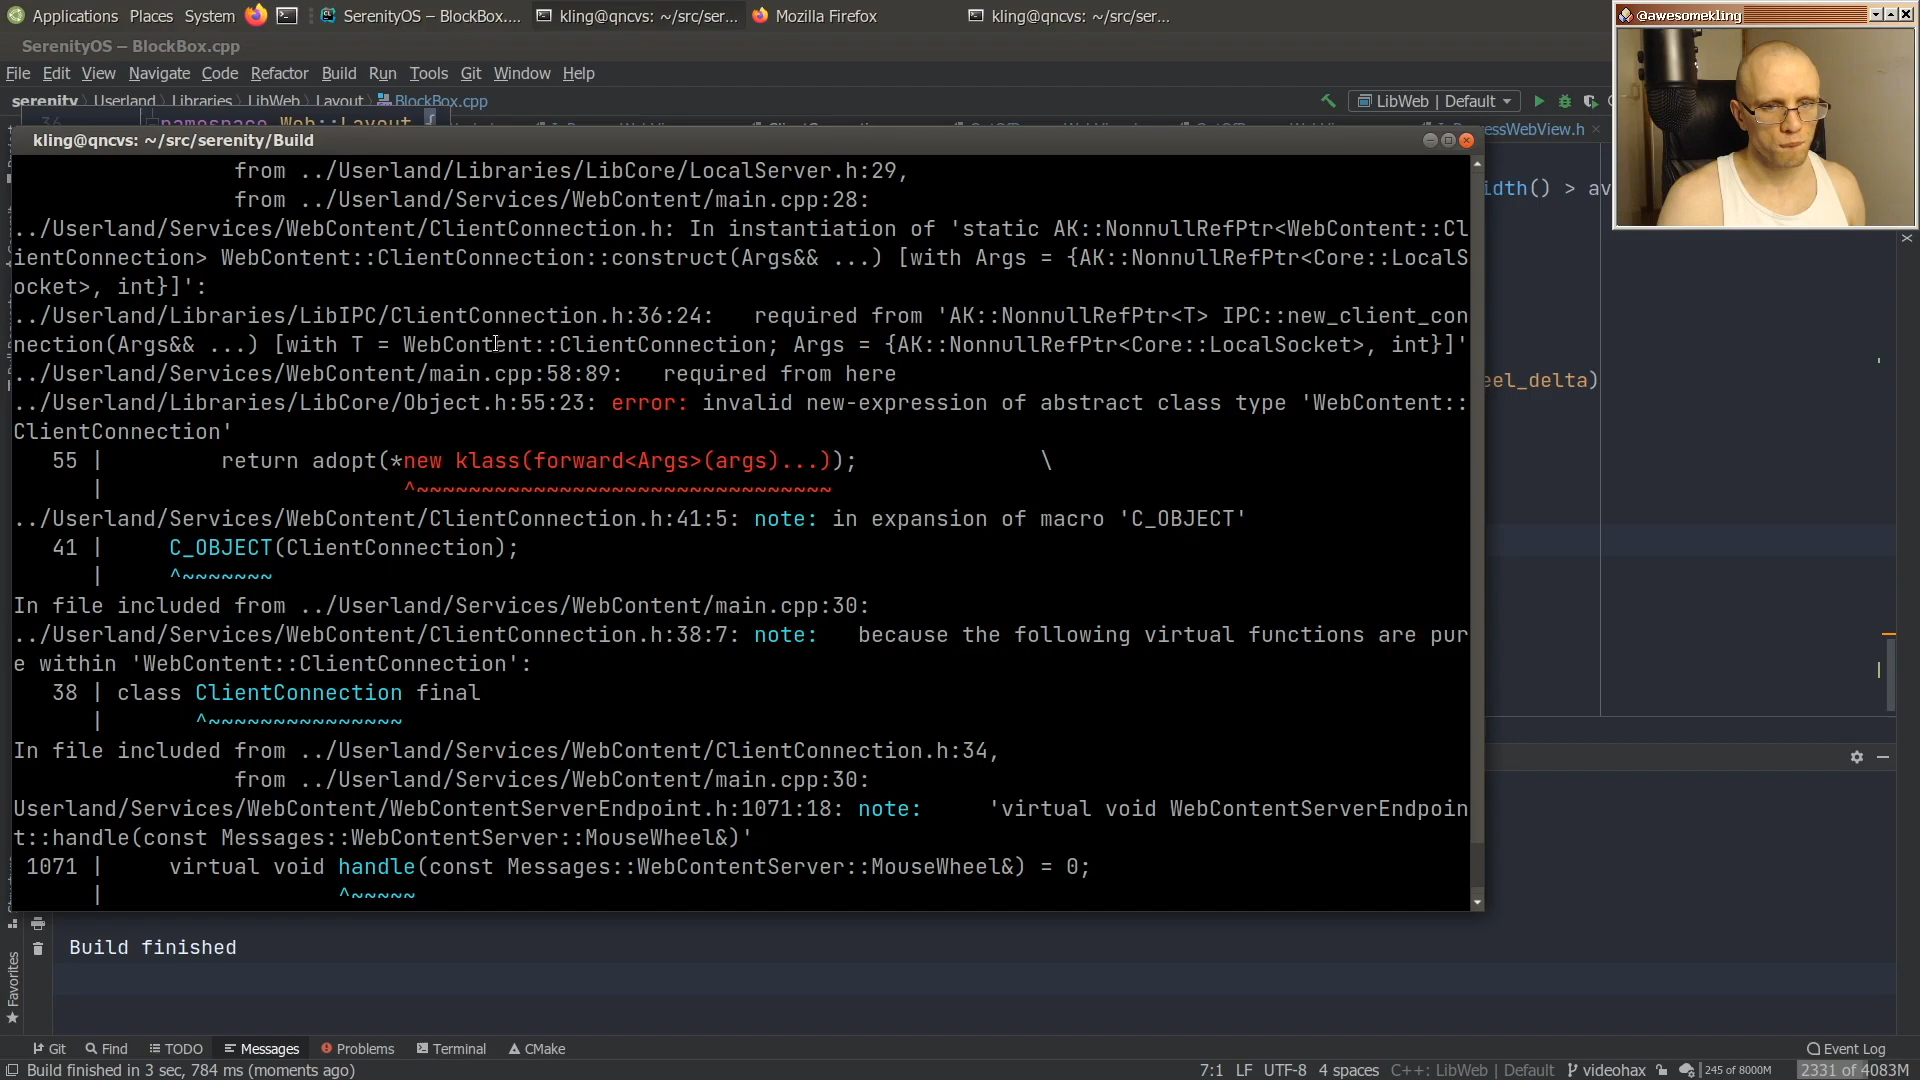 Applications Places System SerenityOS – BlockBox.... kling@qncvs: ~/src/ser... Mozilla Firefox kling@qncvs: ~/src/ser...
@awesomekling
SerenityOS – BlockBox.cpp
File Edit View Navigate Code Refactor Build Run Tools Git Window Help
serenity Userland Libraries LibWeb Layout BlockBox.cpp LibWeb | Default
kling@qncvs: ~/src/serenity/Build
essWebView.h
from ../Userland/Libraries/LibCore/LocalServer.h:29,
idth() > av
from ../Userland/Services/WebContent/main.cpp:28:
../Userland/Services/WebContent/ClientConnection.h: In instantiation of 'static AK::NonnullRefPtr<WebContent::Cl
ientConnection> WebContent::ClientConnection::construct(Args&& ...) [with Args = {AK::NonnullRefPtr<Core::LocalS
ocket>, int}]':
../Userland/Libraries/LibIPC/ClientConnection.h:36:24:   required from 'AK::NonnullRefPtr<T> IPC::new_client_con
nection(Args&& ...) [with T = WebContent::ClientConnection; Args = {AK::NonnullRefPtr<Core::LocalSocket>, int}]'
../Userland/Services/WebContent/main.cpp:58:89:   required from here
eel_delta)
../Userland/Libraries/LibCore/Object.h:55:23: error: invalid new-expression of abstract class type 'WebContent::
ClientConnection'
55 |         return adopt(*new klass(forward<Args>(args)...));              \
|                       ^~~~~~~~~~~~~~~~~~~~~~~~~~~~~~~~~
../Userland/Services/WebContent/ClientConnection.h:41:5: note: in expansion of macro 'C_OBJECT'
41 |     C_OBJECT(ClientConnection);
|     ^~~~~~~~
In file included from ../Userland/Services/WebContent/main.cpp:30:
../Userland/Services/WebContent/ClientConnection.h:38:7: note:   because the following virtual functions are pur
e within 'WebContent::ClientConnection':
38 | class ClientConnection final
|       ^~~~~~~~~~~~~~~~
In file included from ../Userland/Services/WebContent/ClientConnection.h:34,
from ../Userland/Services/WebContent/main.cpp:30:
Userland/Services/WebContent/WebContentServerEndpoint.h:1071:18: note:     'virtual void WebContentServerEndpoin
t::handle(const Messages::WebContentServer::MouseWheel&)'
1071 |     virtual void handle(const Messages::WebContentServer::MouseWheel&) = 0;
|                  ^~~~~~
Build finished
Favorites
Git Find TODO Messages Problems Terminal CMake Event Log
Build finished in 3 sec, 784 ms (moments ago) 7:1 LF UTF-8 4 spaces C++: LibWeb | Default videohax 245 of 8000M 2331 of 4083M